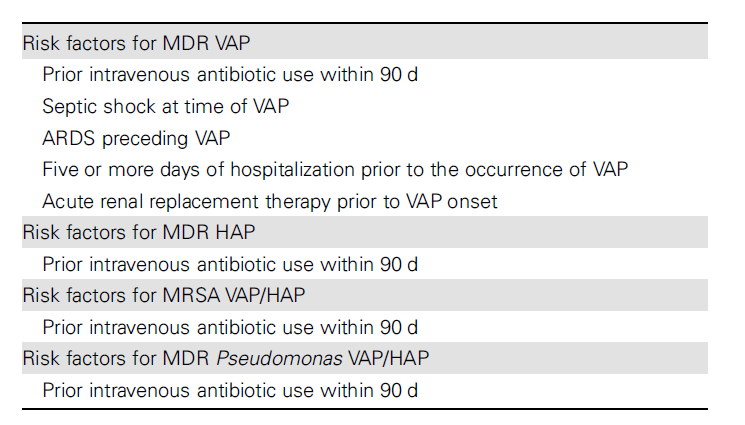 Risk factors for MDR VAP
Prior intravenous antibiotic use within 90 d
Septic shock at time of VAP
ARDS preceding VAP
Five or more days of hospitalization prior to the occurrence of VAP
Acute renal replacement therapy prior to VAP onset
Risk factors for MDR HAP
Prior intravenous antibiotic use within 90 d
Risk factors for MRSA VAP/HAP
Prior intravenous antibiotic use within 90 d
Risk factors for MDR Pseudomonas VAP/HAP
Prior intravenous antibiotic use within 90 d